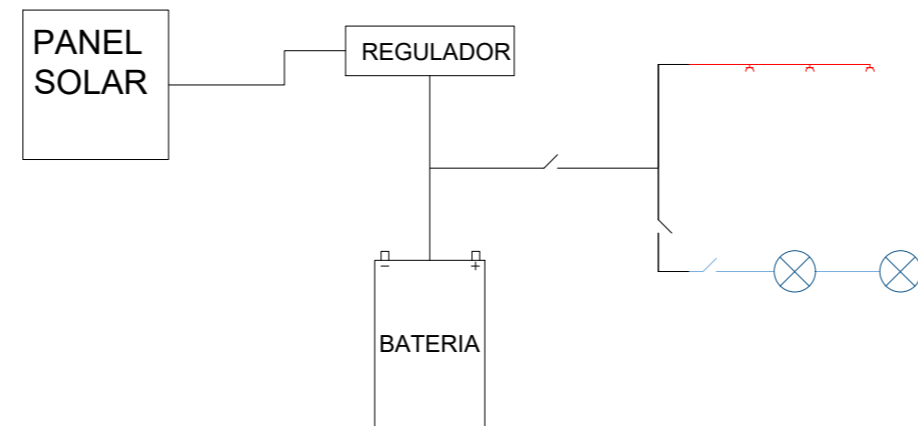 PANEL
SOLAR
REGULADOR
− +
BATERIA